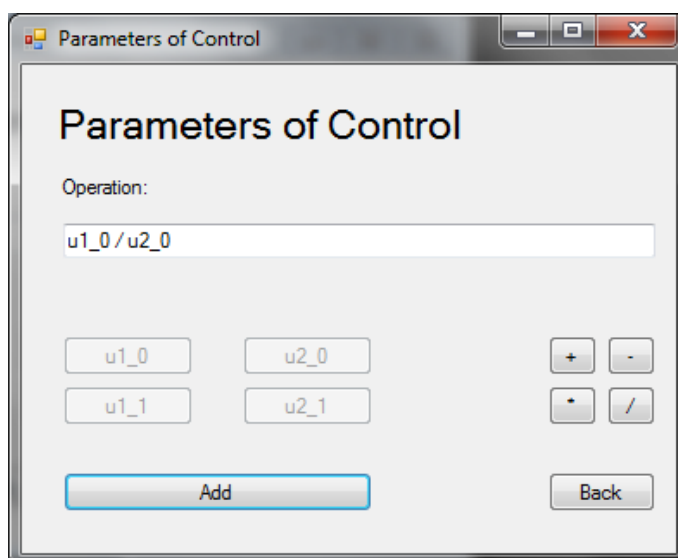 Parameters of Control
Parameters of Control
Operation:
u1_0 / u2_0
u1_0 u2_0 + -
u1_1 u2_1 * /
Add Back